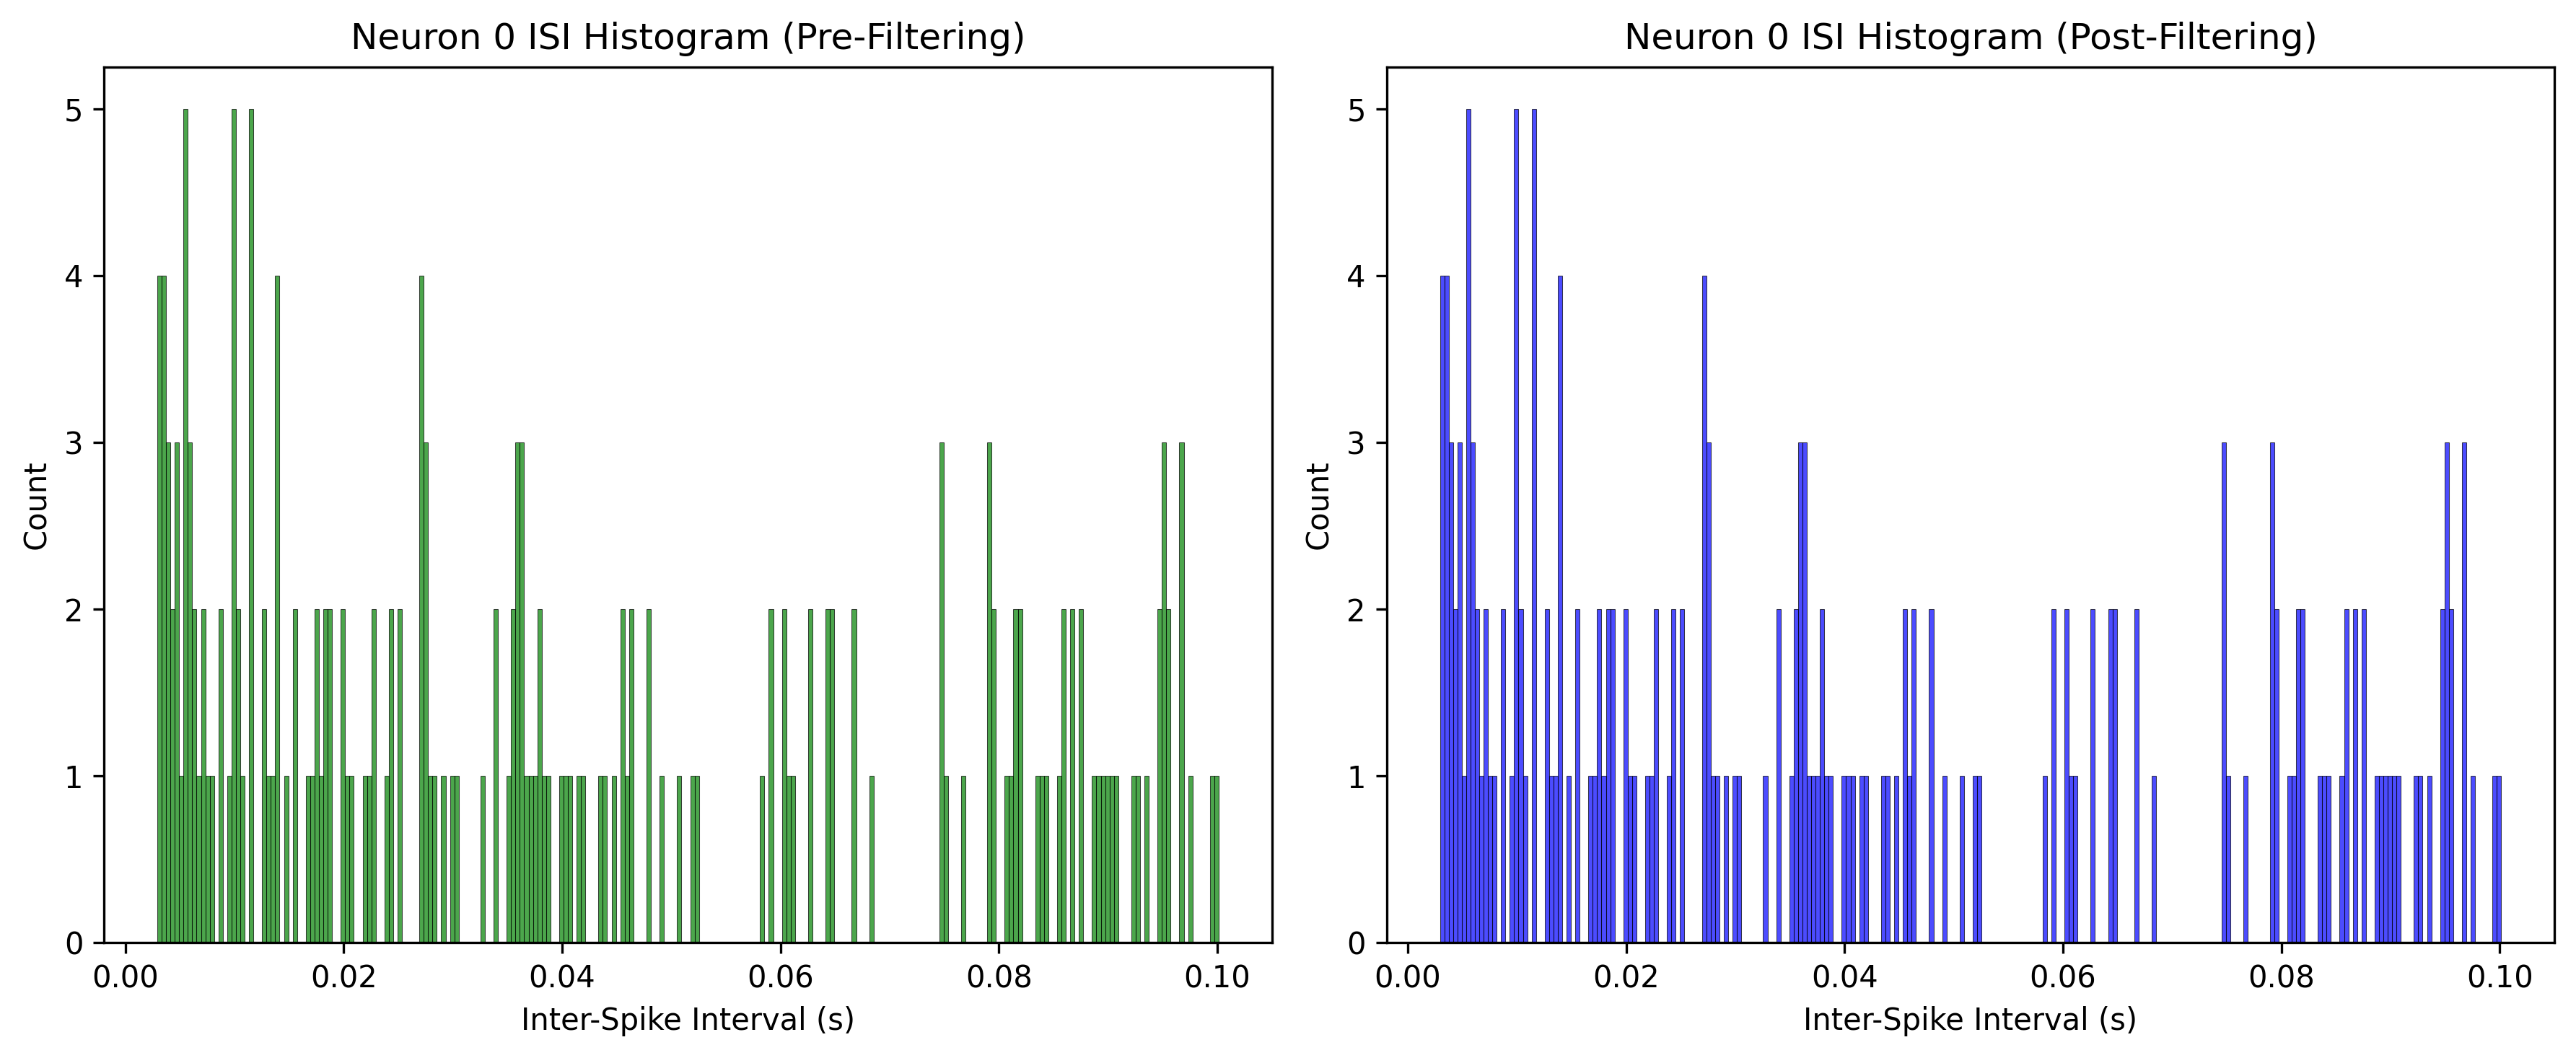 Neuron 0 ISI Histogram (Pre-Filtering)
5
4
3
2
1
0
Count
0.00 0.02 0.04 0.06 0.08 0.10
Inter-Spike Interval (s)
Neuron 0 ISI Histogram (Post-Filtering)
5
4
3
2
1
0
Count
0.00 0.02 0.04 0.06 0.08 0.10
Inter-Spike Interval (s)